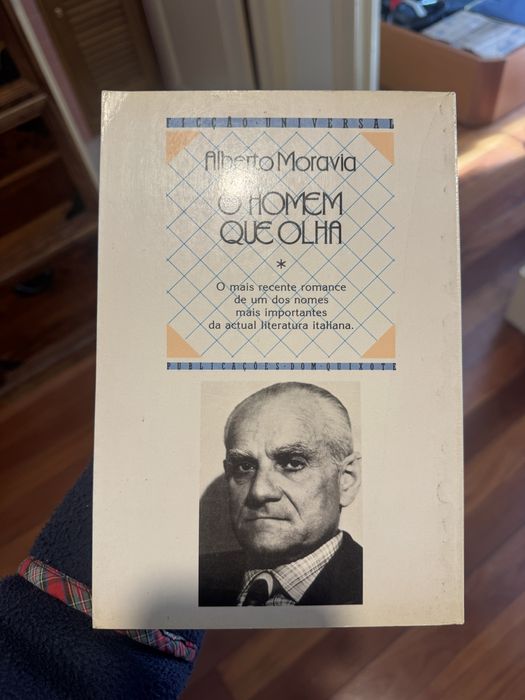 FICÇÃO·UNIVERSAL
Alberto Moravia
O HOMEM
QUE OLHA
*
O mais recente romance
de um dos nomes
mais importantes
da actual literatura italiana.
PUBLICAÇÕES·DOM·QUIXOTE